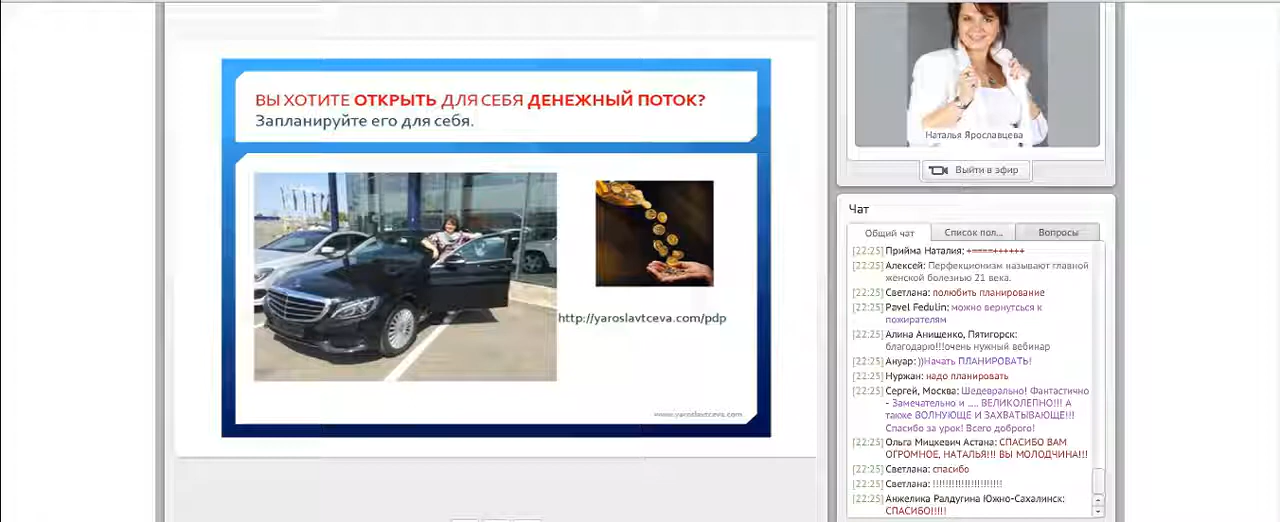 ВЫ ХОТИТЕ ОТКРЫТЬ ДЛЯ СЕБЯ ДЕНЕЖНЫЙ ПОТОК?
Запланируйте его для себя.
http://yaroslavtceva.com/pdp
www.yaroslavtceva.com
Наталья Ярославцева
Выйти в эфир
Чат
Общий чат
Список пол...
Вопросы
[22:25] Прийма Наталия: +====++++++
[22:25] Алексей: Перфекционизм называют главной
женской болезнью 21 века.
[22:25] Светлана: полюбить планирование
[22:25] Pavel Fedulin: можно вернуться к
пожирателям
[22:25] Алина Анищенко, Пятигорск:
благодарю!!!очень нужный вебинар
[22:25] Ануар: ))Начать ПЛАНИРОВАТЬ!
[22:25] Нуржан: надо планировать
[22:25] Сергей, Москва: Шедеврально! Фантастично
- Замечательно и .... ВЕЛИКОЛЕПНО!!! А
также ВОЛНУЮЩЕ И ЗАХВАТЫВАЮЩЕ!!!
Спасибо за урок! Всего доброго!
[22:25] Ольга Мицкевич Астана: СПАСИБО ВАМ
ОГРОМНОЕ, НАТАЛЬЯ!!! ВЫ МОЛОДЧИНА!!!
[22:25] Светлана: спасибо
[22:25] Светлана: !!!!!!!!!!!!!!!!!!!!!!
[22:25] Анжелика Ралдугина Южно-Сахалинск:
СПАСИБО!!!!!